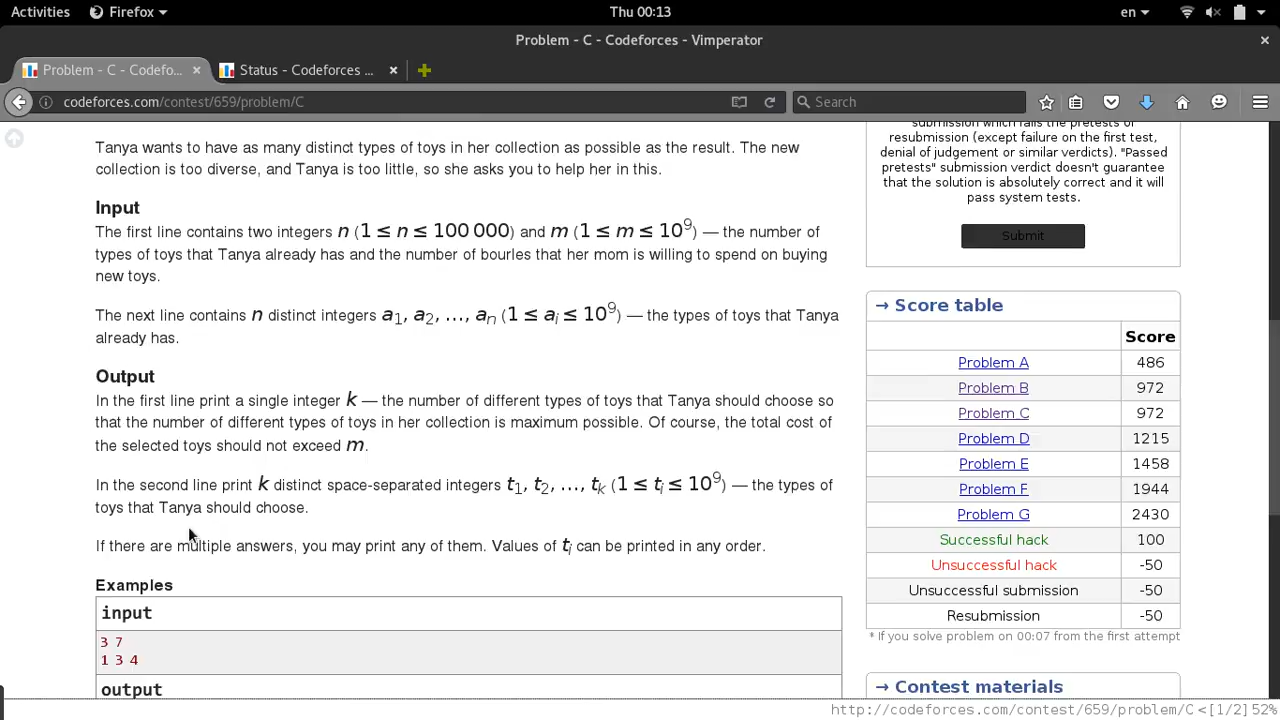 Activities Firefox Thu 00:13 en
Problem - C - Codeforces - Vimperator
Problem - C - Codefo... Status - Codeforces ...
codeforces.com/contest/659/problem/C Search
Tanya wants to have as many distinct types of toys in her collection as possible as the result. The new
collection is too diverse, and Tanya is too little, so she asks you to help her in this.
Input
The first line contains two integers n (1 ≤ n ≤ 100 000) and m (1 ≤ m ≤ 10⁹) — the number of
types of toys that Tanya already has and the number of bourles that her mom is willing to spend on buying
new toys.
The next line contains n distinct integers a₁, a₂, ..., aₙ (1 ≤ aᵢ ≤ 10⁹) — the types of toys that Tanya
already has.
Output
In the first line print a single integer k — the number of different types of toys that Tanya should choose so
that the number of different types of toys in her collection is maximum possible. Of course, the total cost of
the selected toys should not exceed m.
In the second line print k distinct space-separated integers t₁, t₂, ..., tₖ (1 ≤ tᵢ ≤ 10⁹) — the types of
toys that Tanya should choose.
If there are multiple answers, you may print any of them. Values of tᵢ can be printed in any order.
Examples
input
3 7
1 3 4
output
submission which fails the pretests or
resubmission (except failure on the first test,
denial of judgement or similar verdicts). "Passed
pretests" submission verdict doesn't guarantee
that the solution is absolutely correct and it will
pass system tests.
Submit
→ Score table
Score
Problem A 486
Problem B 972
Problem C 972
Problem D 1215
Problem E 1458
Problem F 1944
Problem G 2430
Successful hack 100
Unsuccessful hack -50
Unsuccessful submission -50
Resubmission -50
* If you solve problem on 00:07 from the first attempt
→ Contest materials
http://codeforces.com/contest/659/problem/C <[1/2] 52%